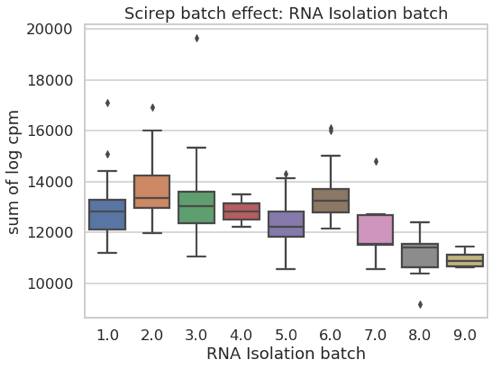 Scirep batch effect: RNA Isolation batch
sum of log cpm
20000
18000
16000
14000
12000
10000
1.0 2.0 3.0 4.0 5.0 6.0 7.0 8.0 9.0
RNA Isolation batch